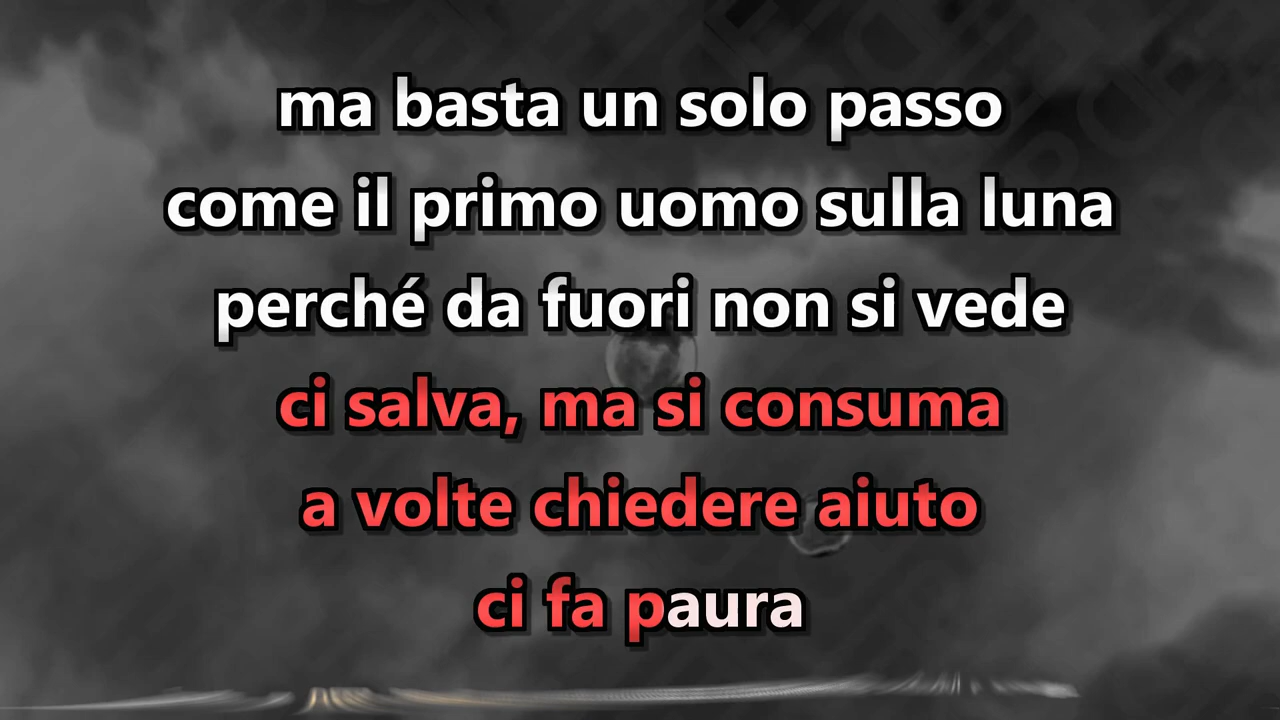 ma basta un solo passo
come il primo uomo sulla luna
perché da fuori non si vede
ci salva, ma si consuma
a volte chiedere aiuto
ci fa paura